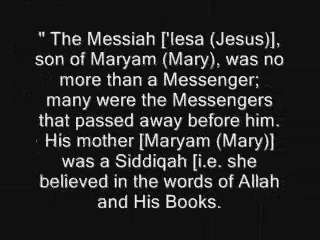 " The Messiah ['Iesa (Jesus)],
son of Maryam (Mary), was no
more than a Messenger;
many were the Messengers
that passed away before him.
His mother [Maryam (Mary)]
was a Siddiqah [i.e. she
believed in the words of Allah
and His Books.